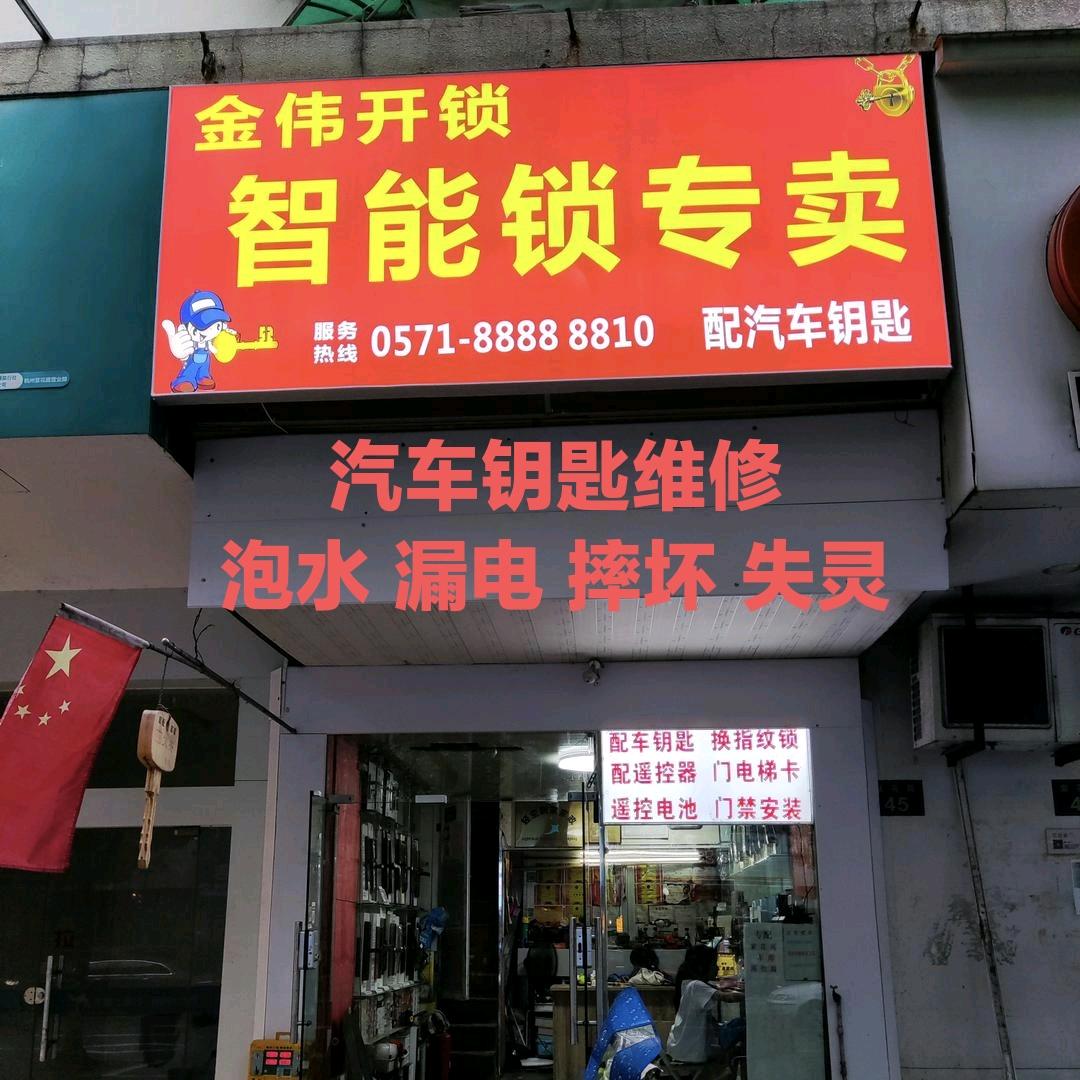 金伟开锁
智能锁专卖
服务热线 0571-8888 8810 配汽车钥匙
汽车钥匙维修
泡水 漏电 摔坏 失灵
配车钥匙 换指纹锁
配遥控器 门电梯卡
遥控电池 门禁安装
45